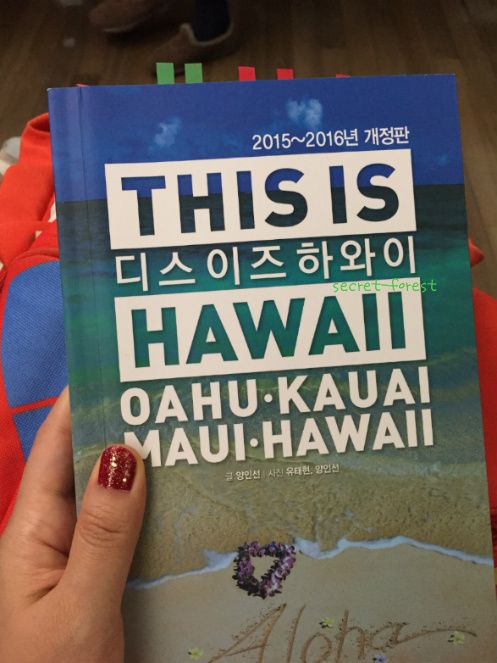 2015~2016년 개정판
THIS IS
디스이즈하와이
secret-forest
HAWAII
OAHU·KAUAI
MAUI·HAWAII
글 양인선 | 사진 유태현, 양인선
Aloha